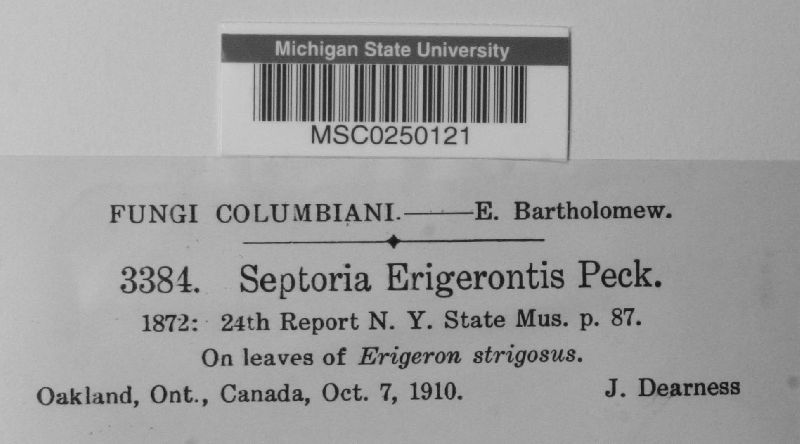 Michigan State University
MSC0250121
FUNGI COLUMBIANI.—E. Bartholomew.
3384. Septoria Erigerontis Peck.
1872: 24th Report N. Y. State Mus. p. 87.
On leaves of Erigeron strigosus.
Oakland, Ont., Canada, Oct. 7, 1910. J. Dearness